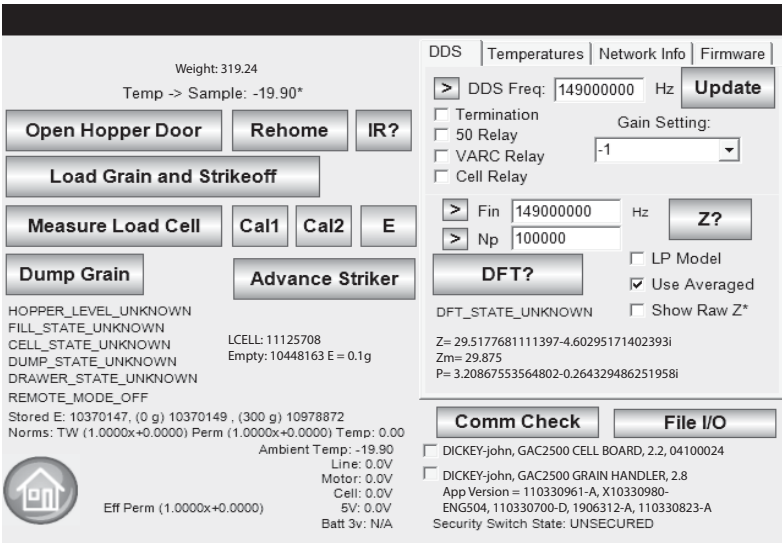 Weight: 319.24
Temp -> Sample: -19.90*
Open Hopper Door
Rehome
IR?
Load Grain and Strikeoff
Measure Load Cell
Cal1
Cal2
E
Dump Grain
Advance Striker
HOPPER_LEVEL_UNKNOWN
FILL_STATE_UNKNOWN
CELL_STATE_UNKNOWN
DUMP_STATE_UNKNOWN
DRAWER_STATE_UNKNOWN
REMOTE_MODE_OFF
LCELL: 11125708
Empty: 10448163 E = 0.1g
Stored E: 10370147, (0 g) 10370149 , (300 g) 10978872
Norms: TW (1.0000x+0.0000) Perm (1.0000x+0.0000) Temp: 0.00
Ambient Temp: -19.90
Line: 0.0V
Motor: 0.0V
Cell: 0.0V
Eff Perm (1.0000x+0.0000)
5V: 0.0V
Batt 3v: N/A
DDS
Temperatures
Network Info
Firmware
> DDS Freq: 149000000 Hz
Update
Termination
50 Relay
VARC Relay
Cell Relay
Gain Setting:
-1
> Fin 149000000 Hz
> Np 100000
Z?
DFT?
LP Model
Use Averaged
Show Raw Z*
DFT_STATE_UNKNOWN
Z= 29.5177681111397-4.60295171402393i
Zm= 29.875
P= 3.20867553564802-0.264329486251958i
Comm Check
File I/O
DICKEY-john, GAC2500 CELL BOARD, 2.2, 04100024
DICKEY-john, GAC2500 GRAIN HANDLER, 2.8
App Version = 110330961-A, X10330980-
ENG504, 110330700-D, 1906312-A, 110330823-A
Security Switch State: UNSECURED